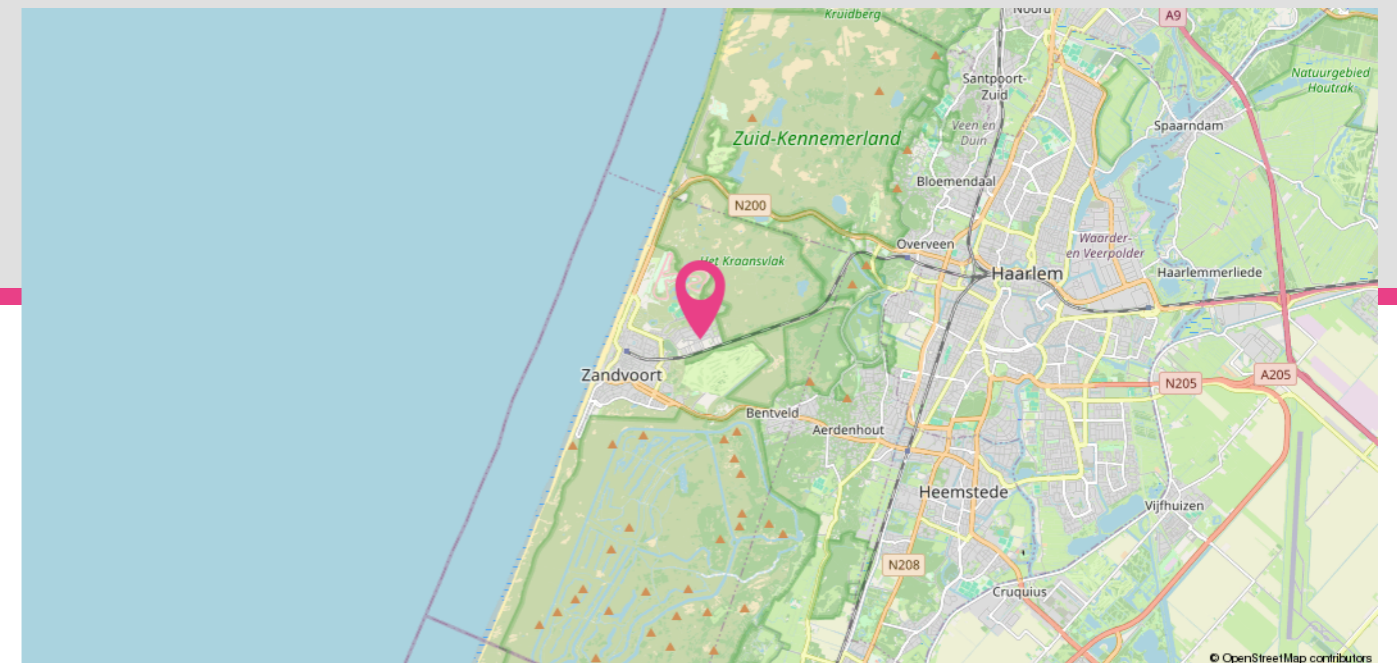 Kruidberg
Noord
A9
Santpoort-
Zuid
Natuurgebied
Houtrak
Veen en
Duin
Spaarndam
Zuid-Kennemerland
Bloemendaal
N200
Overveen
Waarder-
en Veerpolder
Het Kraansvlak
Haarlem
Haarlemmerliede
Zandvoort
N205
A205
Bentveld
Aerdenhout
Heemstede
Vijfhuizen
N208
Cruquius
© OpenStreetMap contributors